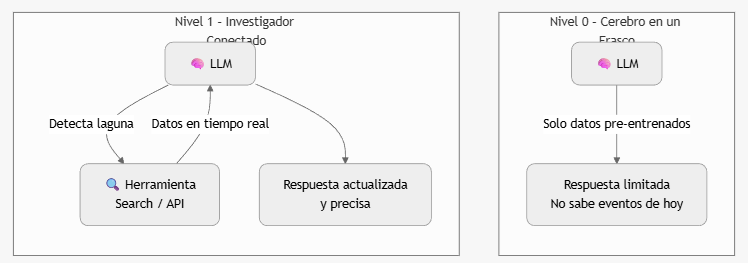 Nivel 1 - Investigador
Conectado
LLM
Detecta laguna
Datos en tiempo real
Herramienta
Search / API
Respuesta actualizada
y precisa
Nivel 0 - Cerebro en un
Frasco
LLM
Solo datos pre-entrenados
Respuesta limitada
No sabe eventos de hoy